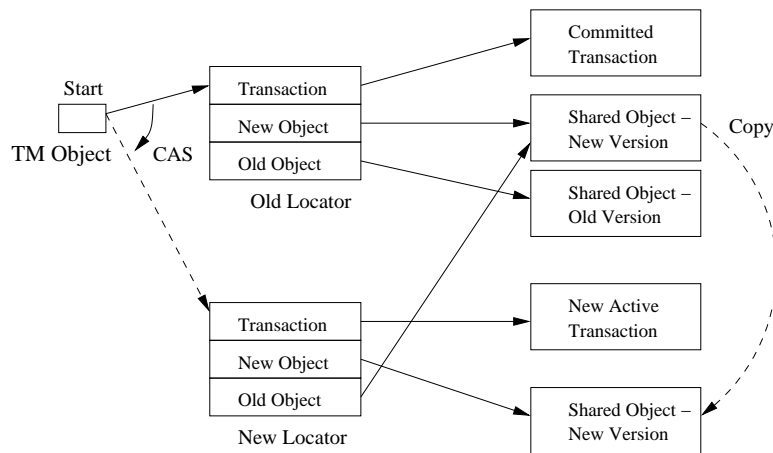 Committed
Transaction
Start
Transaction
New Object
Old Object
Old Locator
TM Object
CAS
Shared Object –
New Version
Copy
Shared Object –
Old Version
Transaction
New Object
Old Object
New Locator
New Active
Transaction
Shared Object –
New Version